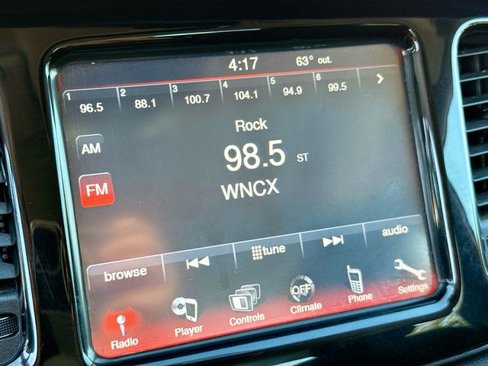 4:17 63° out.
1 96.5 2 88.1 3 100.7 4 104.1 5 94.9 6 99.5
Rock
AM
98.5 ST
FM
WNCX
browse tune audio
Radio Player Controls OFF Climate Phone Settings